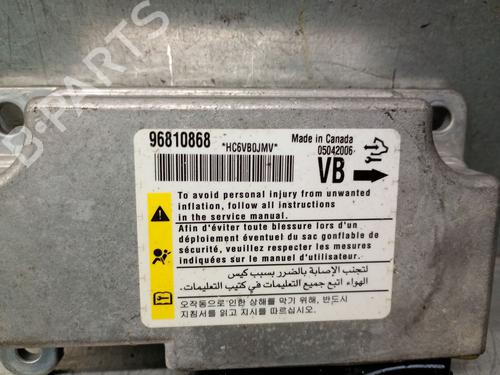 96810868
*HC6VB0JMV*
Made in Canada
05042006
VB
To avoid personal injury from unwanted
inflation, follow all instructions
in the service manual.
Afin d'éviter toute blessure lors d'un
déploiement éventuel du sac gonflable de
sécurité, veuillez respecter les mesures
indiquées sur le manuel d'utilisateur.
لتجنب الإصابة بالضرر بسبب كيس
الهواء اتبع جميع التعليمات في كتيب التعليمات.
오작동으로 인한 상해를 막기 위해, 반드시
지침서를 읽고 지시를 따르십시오.
B-PARTS
B-PARTS
B-PARTS